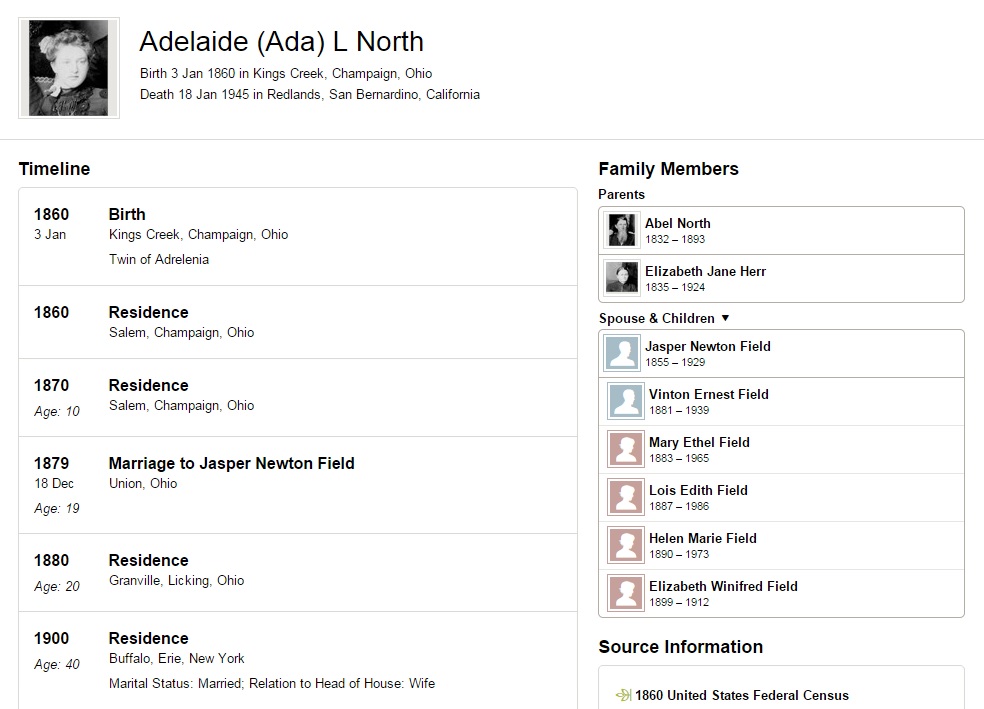 Adelaide (Ada) L North
Birth 3 Jan 1860 in Kings Creek, Champaign, Ohio
Death 18 Jan 1945 in Redlands, San Bernardino, California
Timeline
1860 Birth
3 Jan Kings Creek, Champaign, Ohio
Twin of Adrelenia
1860 Residence
Salem, Champaign, Ohio
1870 Residence
Age: 10 Salem, Champaign, Ohio
1879 Marriage to Jasper Newton Field
18 Dec Union, Ohio
Age: 19
1880 Residence
Age: 20 Granville, Licking, Ohio
1900 Residence
Age: 40 Buffalo, Erie, New York
Marital Status: Married; Relation to Head of House: Wife
Family Members
Parents
Abel North
1832 – 1893
Elizabeth Jane Herr
1835 – 1924
Spouse & Children ▼
Jasper Newton Field
1855 – 1929
Vinton Ernest Field
1881 – 1939
Mary Ethel Field
1883 – 1965
Lois Edith Field
1887 – 1986
Helen Marie Field
1890 – 1973
Elizabeth Winifred Field
1899 – 1912
Source Information
1860 United States Federal Census